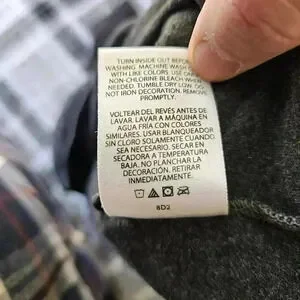 TURN INSIDE OUT BEFORE
WASHING. MACHINE WASH
WITH LIKE COLORS. USE
NON-CHLORINE BLEACH WHEN
NEEDED. TUMBLE DRY LOW. DO
NOT IRON DECORATION. REMOVE
PROMPTLY.
VOLTEAR DEL REVÉS ANTES DE
LAVAR. LAVAR A MÁQUINA EN
AGUA FRÍA CON COLORES
SIMILARES. USAR BLANQUEADOR
SIN CLORO SOLAMENTE CUANDO
SEA NECESARIO. SECAR EN
SECADORA A TEMPERATURA
BAJA. NO PLANCHAR LA
DECORACIÓN. RETIRAR
INMEDIATAMENTE.
8D2